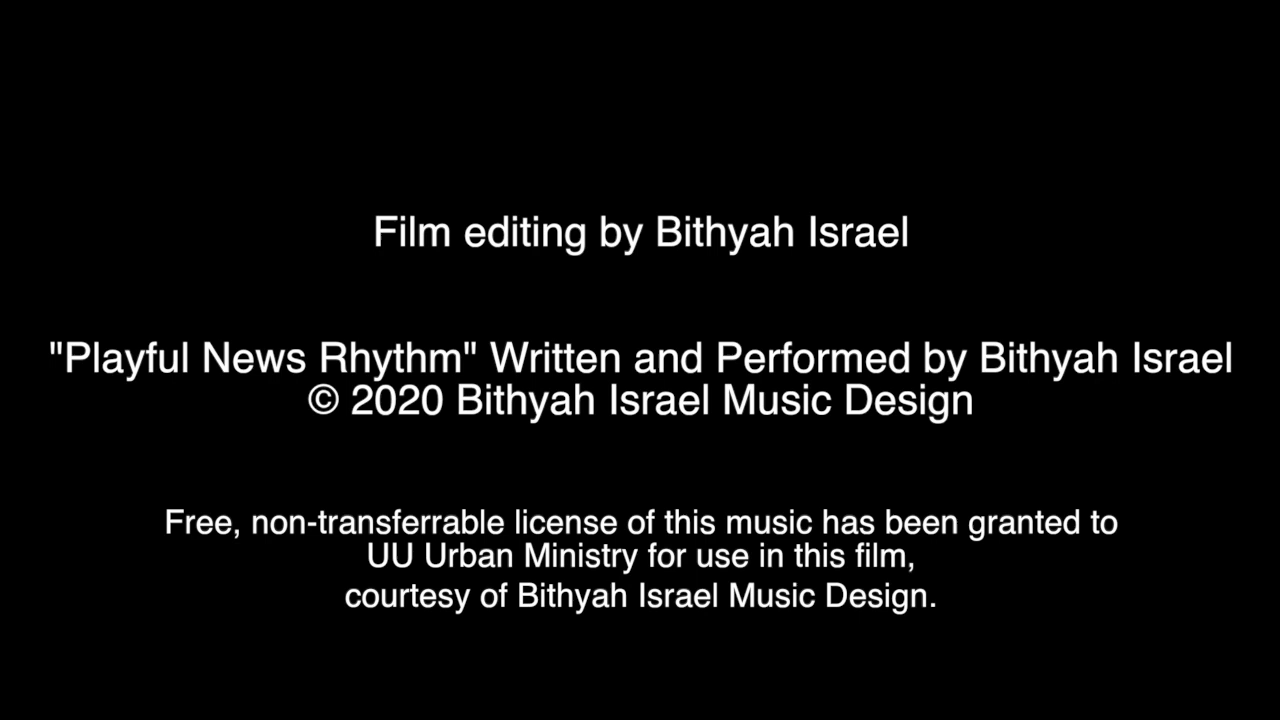 Film editing by Bithyah Israel
"Playful News Rhythm" Written and Performed by Bithyah Israel
© 2020 Bithyah Israel Music Design
Free, non-transferrable license of this music has been granted to
UU Urban Ministry for use in this film,
courtesy of Bithyah Israel Music Design.